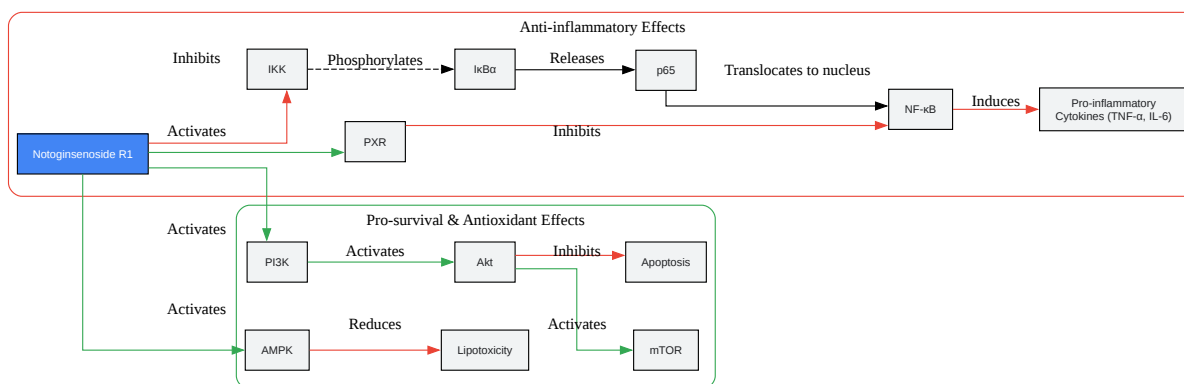 Anti-inflammatory Effects
Inhibits
IKK
Phosphorylates
IκBα
Releases
p65
Translocates to nucleus
NF-κB
Induces
Pro-inflammatory
Cytokines (TNF-α, IL-6)
Activates
PXR
Inhibits
Notoginsenoside R1
Pro-survival & Antioxidant Effects
Activates
PI3K
Activates
Akt
Inhibits
Apoptosis
Activates
AMPK
Reduces
Lipotoxicity
Activates
mTOR